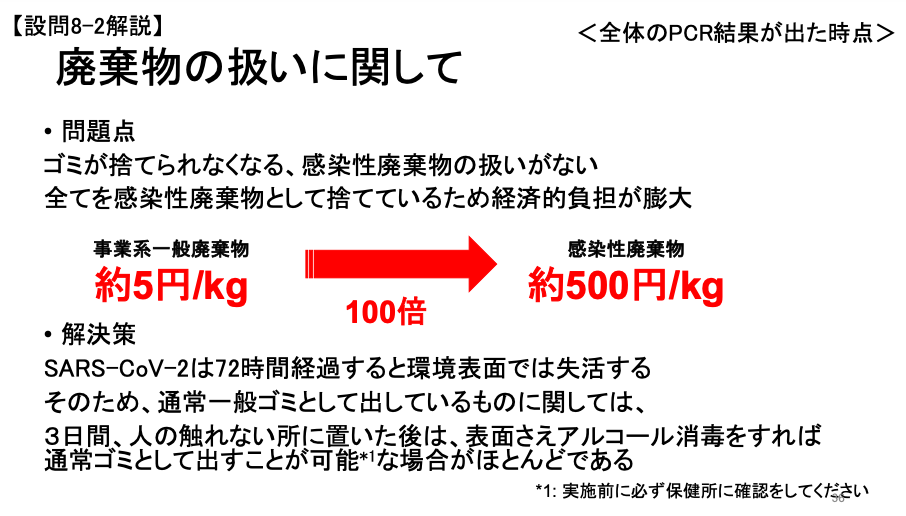 【設問8-2解説】
＜全体のPCR結果が出た時点＞
廃棄物の扱いに関して
• 問題点
ゴミが捨てられなくなる、感染性廃棄物の扱いがない
全てを感染性廃棄物として捨てているため経済的負担が膨大
事業系一般廃棄物
感染性廃棄物
約5円/kg
約500円/kg
100倍
• 解決策
SARS-CoV-2は72時間経過すると環境表面では失活する
そのため、通常一般ゴミとして出しているものに関しては、
３日間、人の触れない所に置いた後は、表面さえアルコール消毒をすれば
通常ゴミとして出すことが可能*1な場合がほとんどである
*1: 実施前に必ず保健所に確認をしてください